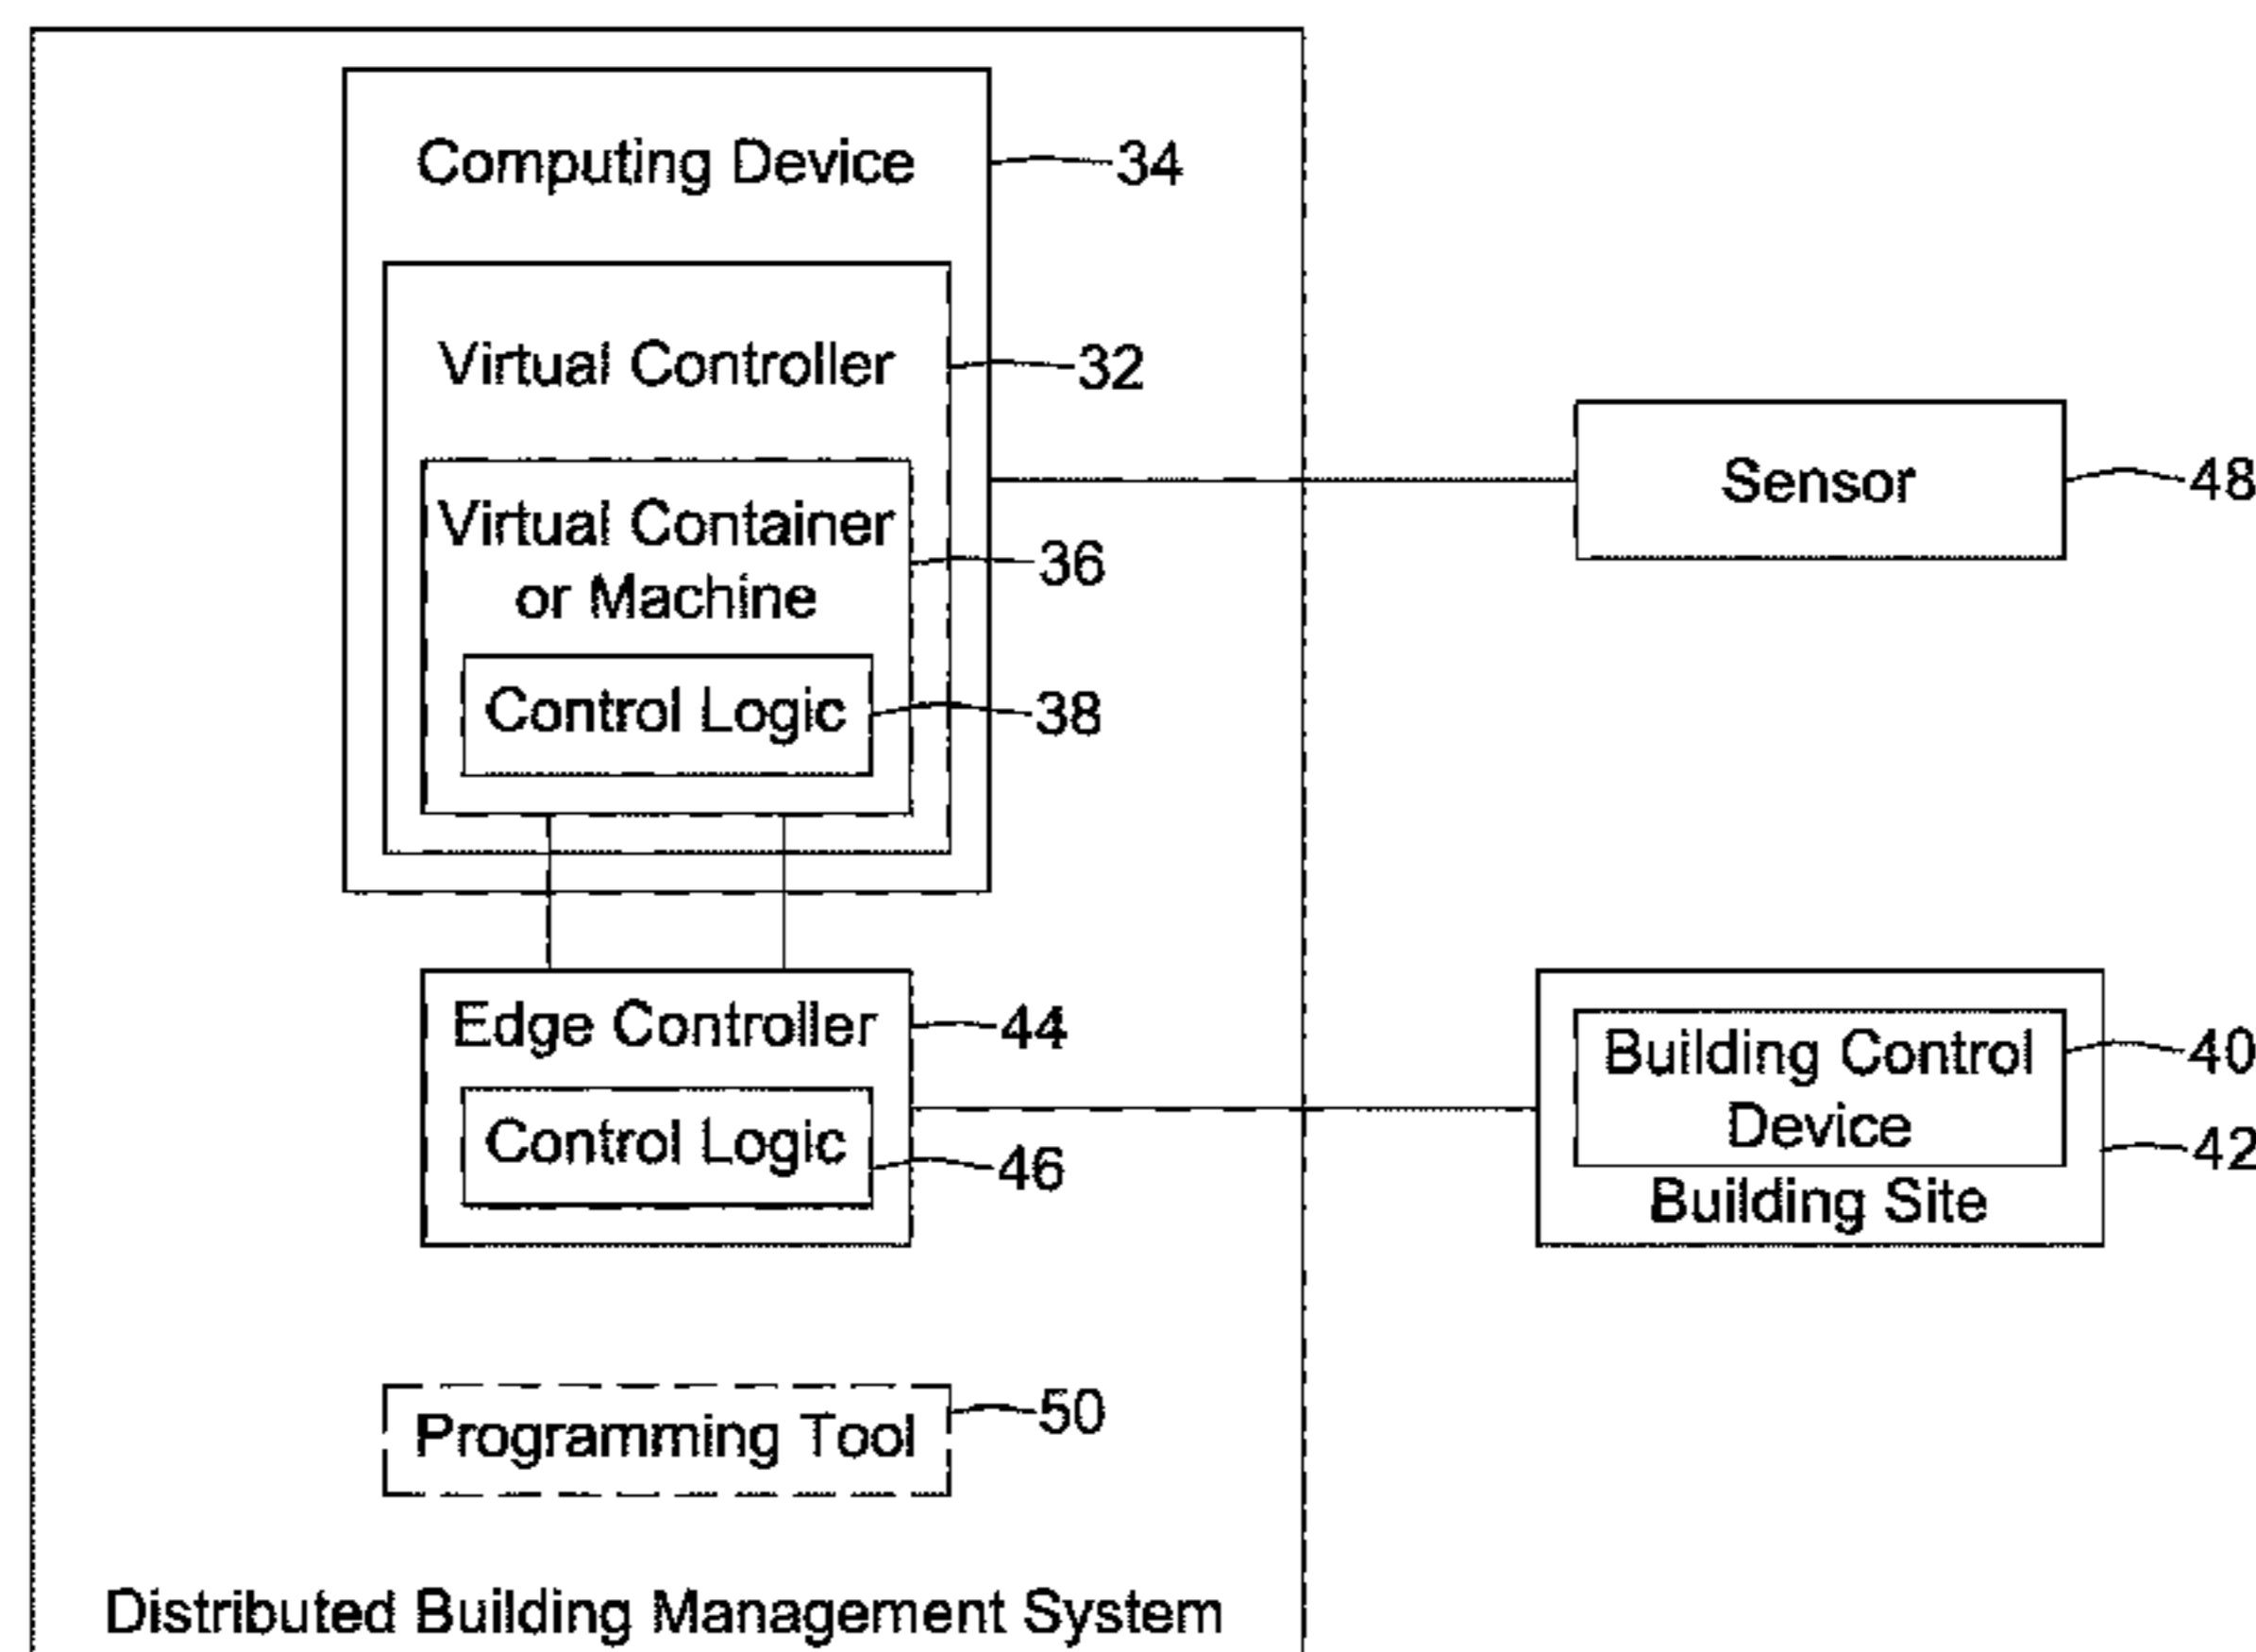 Computing Device
34
Virtual Controller
32
Virtual Container
or Machine
36
Control Logic
38
Sensor
48
Edge Controller
44
Control Logic
46
Building Control
Device
40
Building Site
42
Programming Tool
50
Distributed Building Management System